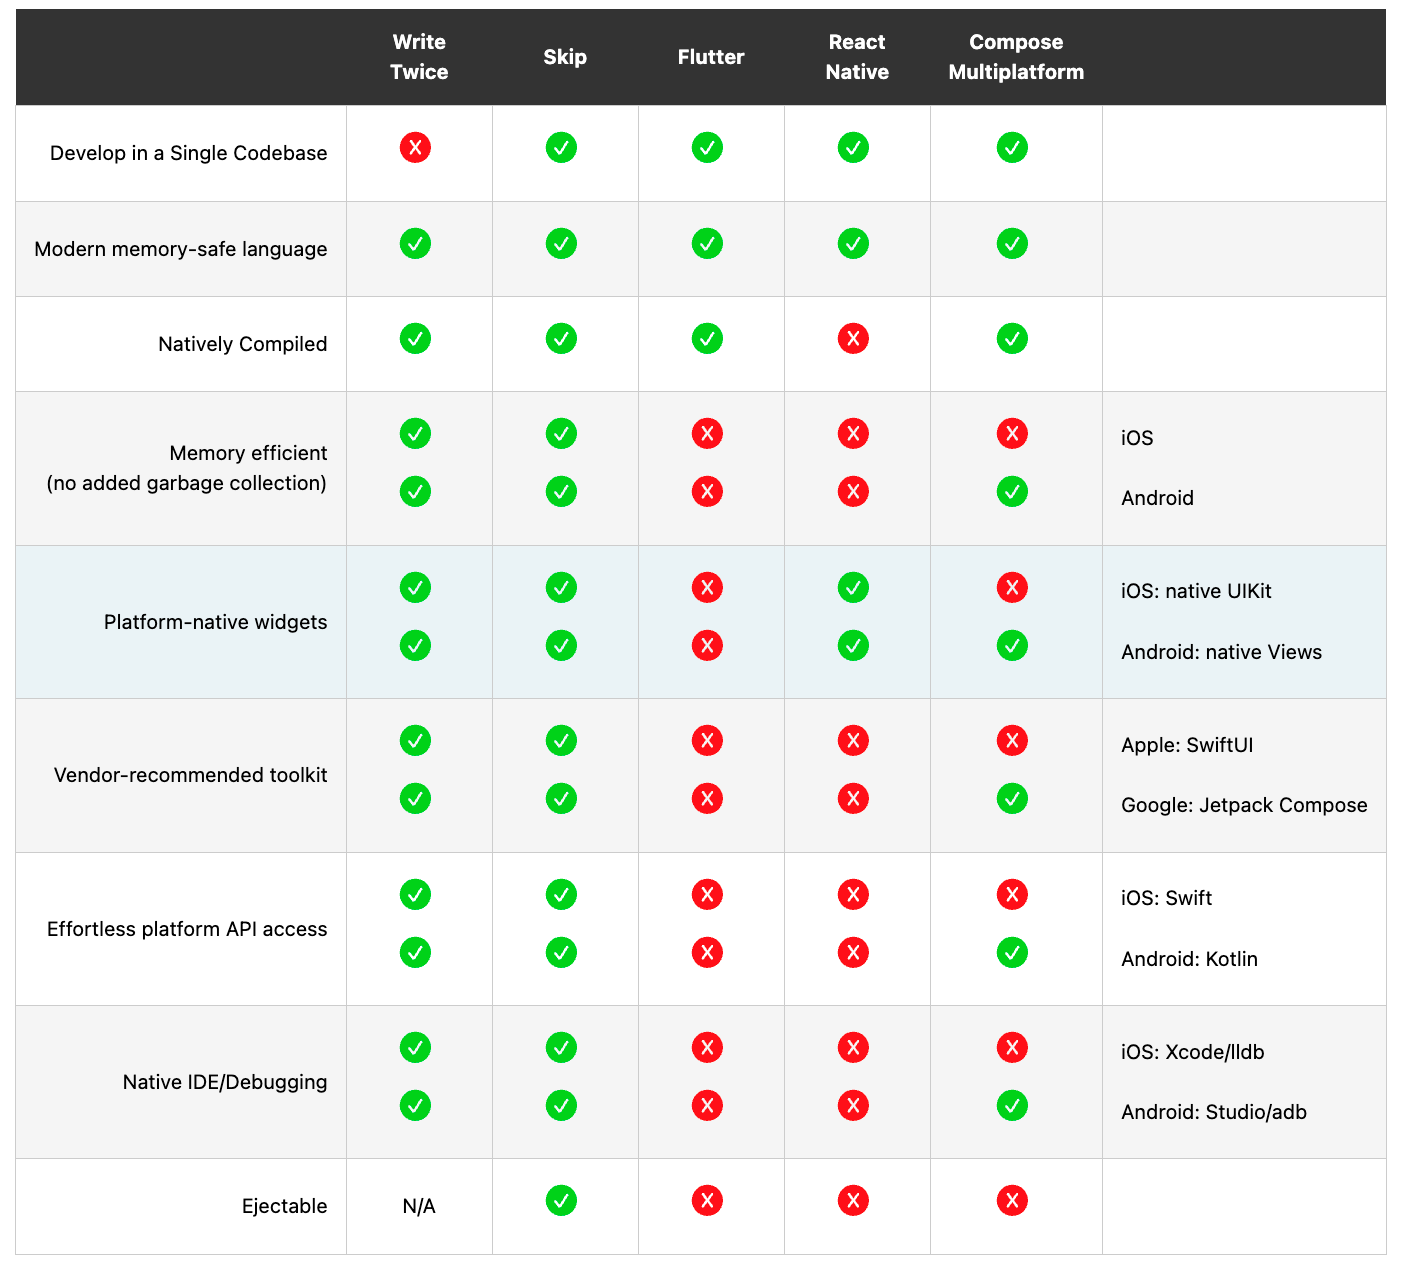 Write
Twice
Skip
Flutter
React
Native
Compose
Multiplatform
Develop in a Single Codebase
Modern memory-safe language
Natively Compiled
Memory efficient
(no added garbage collection)
iOS
Android
Platform-native widgets
iOS: native UIKit
Android: native Views
Vendor-recommended toolkit
Apple: SwiftUI
Google: Jetpack Compose
Effortless platform API access
iOS: Swift
Android: Kotlin
Native IDE/Debugging
iOS: Xcode/lldb
Android: Studio/adb
Ejectable
N/A